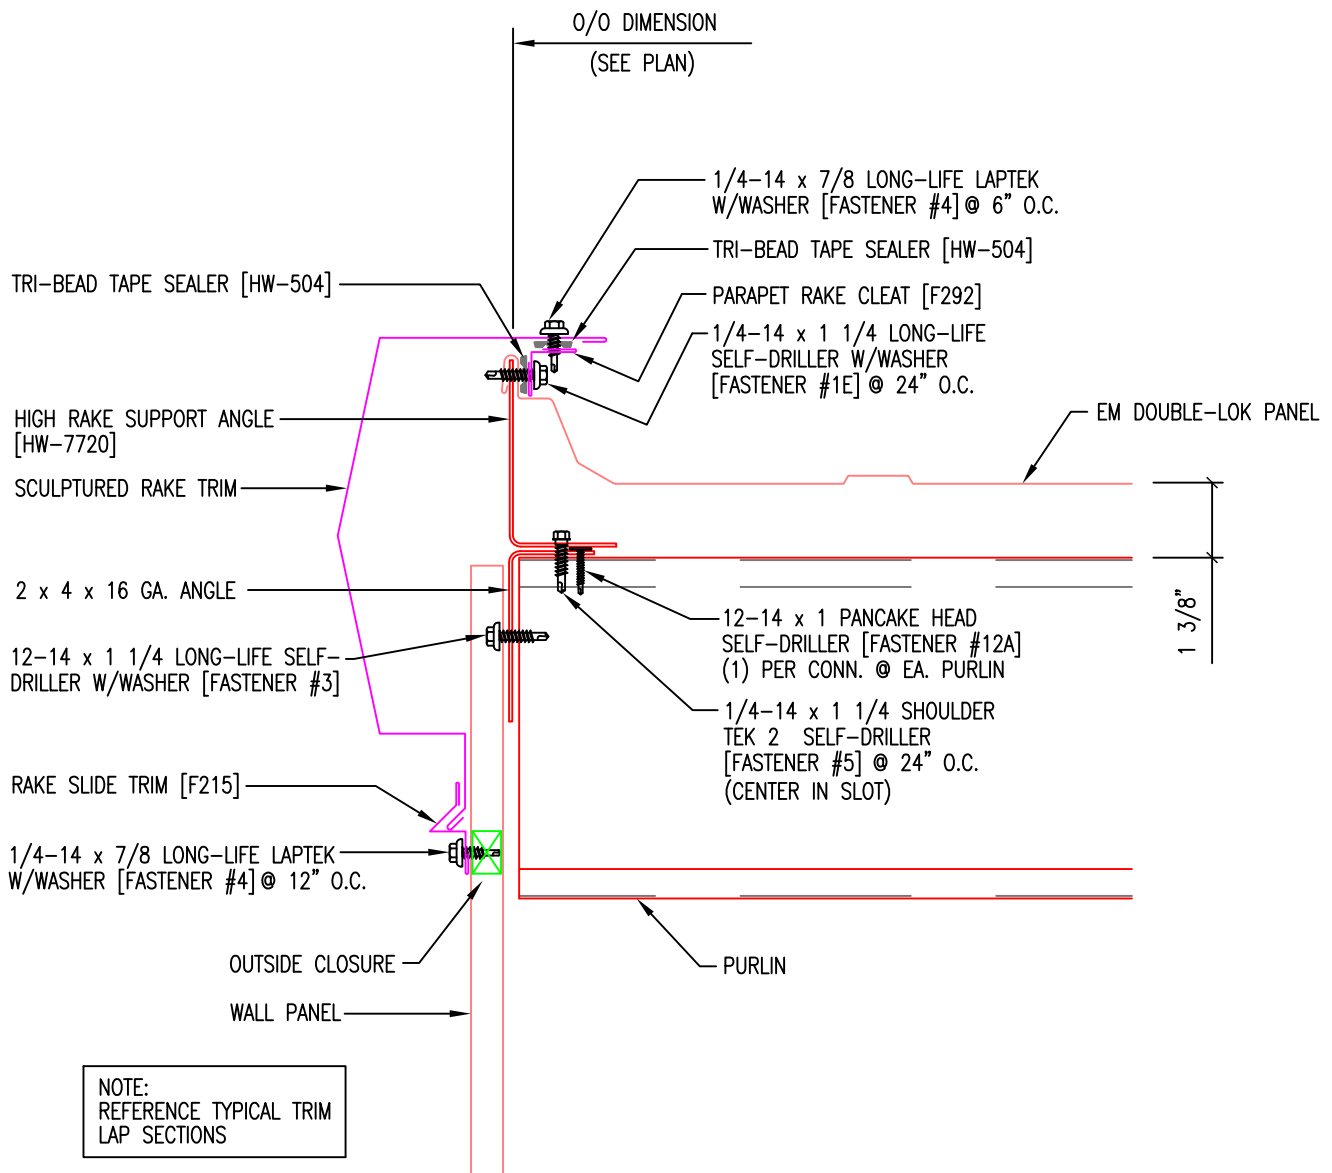 O/O DIMENSION
(SEE PLAN)
1/4-14 x 7/8 LONG-LIFE LAPTEK
W/WASHER [FASTENER #4] @ 6" O.C.
TRI-BEAD TAPE SEALER [HW-504]
TRI-BEAD TAPE SEALER [HW-504]
PARAPET RAKE CLEAT [F292]
1/4-14 x 1 1/4 LONG-LIFE
SELF-DRILLER W/WASHER
[FASTENER #1E] @ 24" O.C.
HIGH RAKE SUPPORT ANGLE
[HW-7720]
EM DOUBLE-LOK PANEL
SCULPTURED RAKE TRIM
2 x 4 x 16 GA. ANGLE
1 3/8"
12-14 x 1 PANCAKE HEAD
SELF-DRILLER [FASTENER #12A]
(1) PER CONN. @ EA. PURLIN
12-14 x 1 1/4 LONG-LIFE SELF-
DRILLER W/WASHER [FASTENER #3]
1/4-14 x 1 1/4 SHOULDER
TEK 2 SELF-DRILLER
[FASTENER #5] @ 24" O.C.
(CENTER IN SLOT)
RAKE SLIDE TRIM [F215]
1/4-14 x 7/8 LONG-LIFE LAPTEK
W/WASHER [FASTENER #4] @ 12" O.C.
OUTSIDE CLOSURE
PURLIN
WALL PANEL
NOTE:
REFERENCE TYPICAL TRIM
LAP SECTIONS